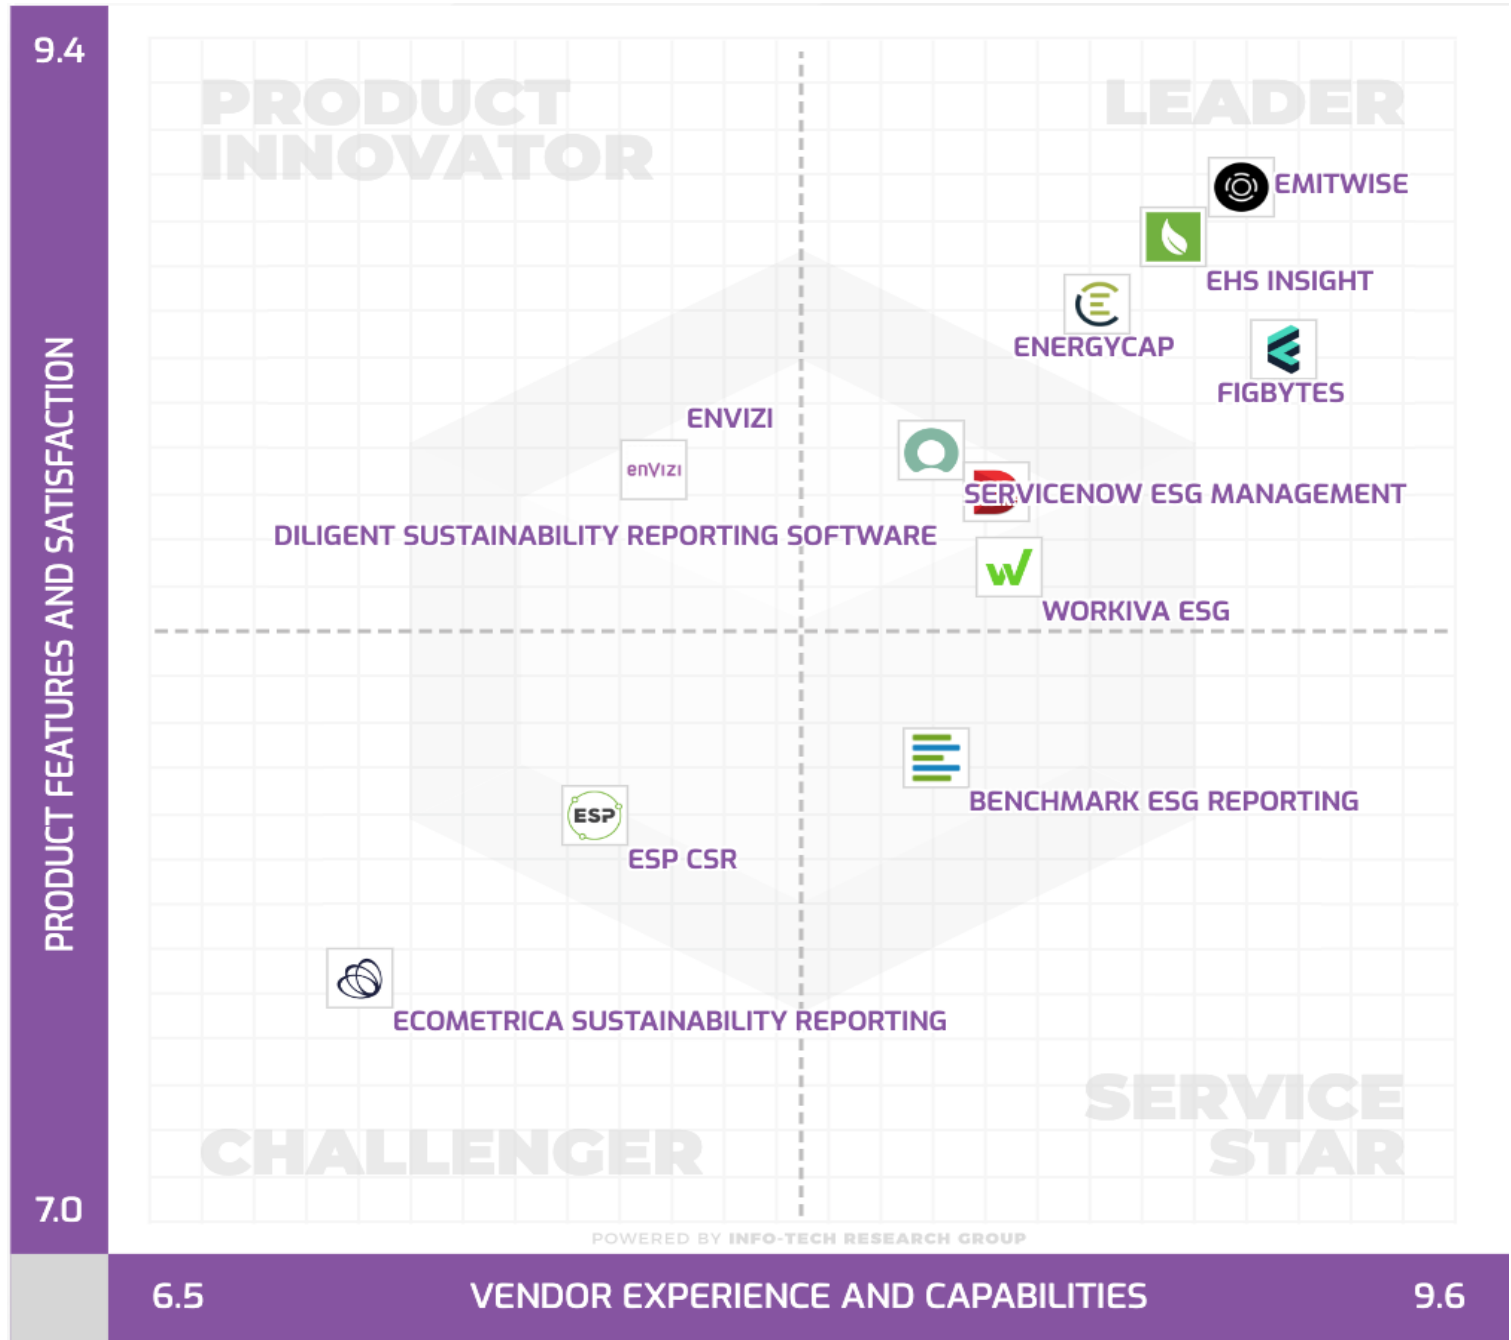 9.4
PRODUCT
INNOVATOR
LEADER
EMITWISE
EHS INSIGHT
ENERGYCAP
FIGBYTES
ENVIZI
enVIZI
SERVICENOW ESG MANAGEMENT
DILIGENT SUSTAINABILITY REPORTING SOFTWARE
WORKIVA ESG
PRODUCT FEATURES AND SATISFACTION
BENCHMARK ESG REPORTING
ESP
ESP CSR
ECOMETRICA SUSTAINABILITY REPORTING
CHALLENGER
SERVICE
STAR
7.0
POWERED BY INFO-TECH RESEARCH GROUP
6.5
VENDOR EXPERIENCE AND CAPABILITIES
9.6